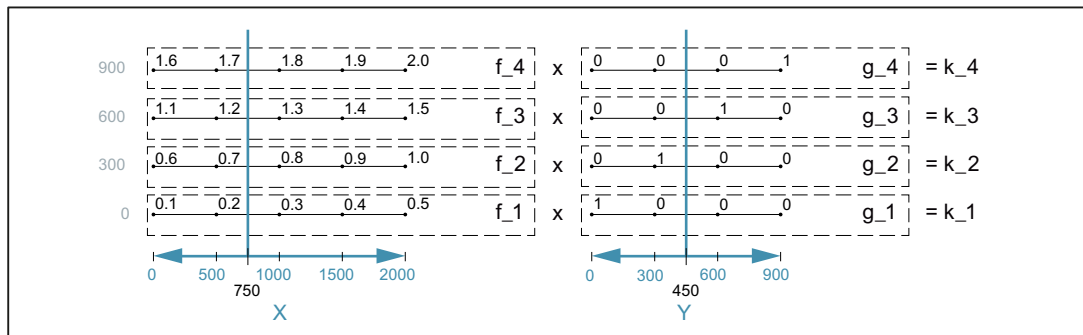 900 1.6 1.7 1.8 1.9 2.0 f_4 x 0 0 0 1 g_4 = k_4
600 1.1 1.2 1.3 1.4 1.5 f_3 x 0 0 1 0 g_3 = k_3
300 0.6 0.7 0.8 0.9 1.0 f_2 x 0 1 0 0 g_2 = k_2
0 0.1 0.2 0.3 0.4 0.5 f_1 x 1 0 0 0 g_1 = k_1
0 500 1000 1500 2000 0 300 600 900
750 450
X Y